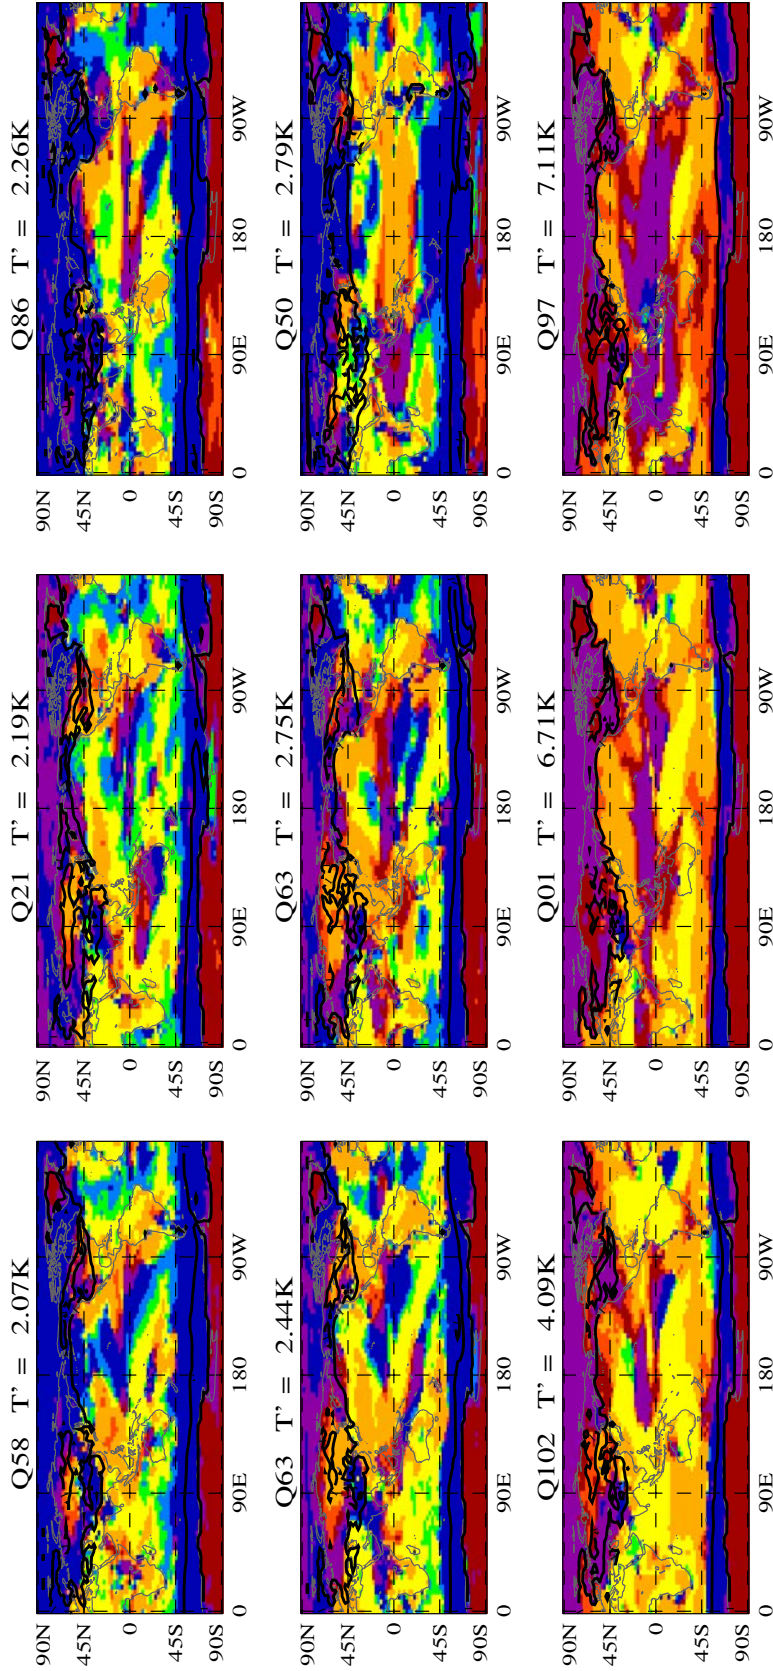 Q58 T' = 2.07K
90N
45N
0
45S
90S
0 90E 180 90W
Q21 T' = 2.19K
90N
45N
0
45S
90S
0 90E 180 90W
Q86 T' = 2.26K
90N
45N
0
45S
90S
0 90E 180 90W
Q63 T' = 2.44K
90N
45N
0
45S
90S
0 90E 180 90W
Q63 T' = 2.75K
90N
45N
0
45S
90S
0 90E 180 90W
Q50 T' = 2.79K
90N
45N
0
45S
90S
0 90E 180 90W
Q102 T' = 4.09K
90N
45N
0
45S
90S
0 90E 180 90W
Q01 T' = 6.71K
90N
45N
0
45S
90S
0 90E 180 90W
Q97 T' = 7.11K
90N
45N
0
45S
90S
0 90E 180 90W